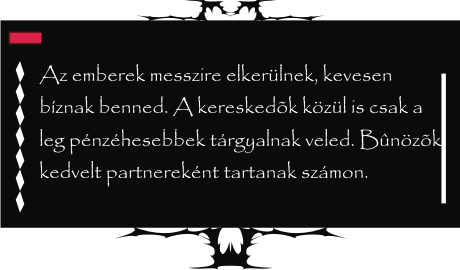 Az emberek messzire elkerülnek, kevesen
bíznak benned. A kereskedõk közül is csak a
leg pénzéhesebbek tárgyalnak veled. Bûnözõk
kedvelt partnereként tartanak számon.